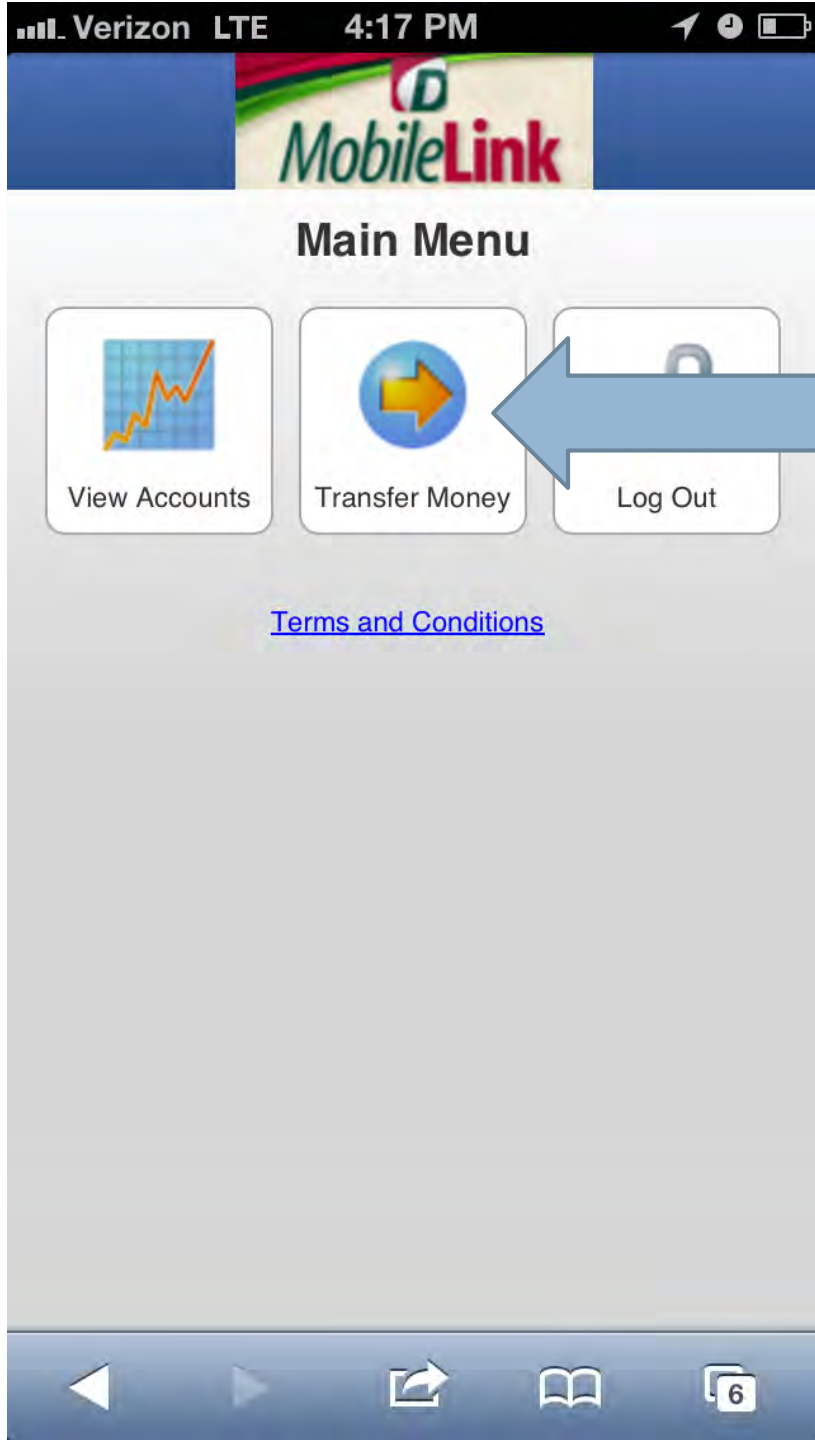 Verizon LTE 4:17 PM
D
MobileLink
Main Menu
View Accounts Transfer Money Log Out
Terms and Conditions
6